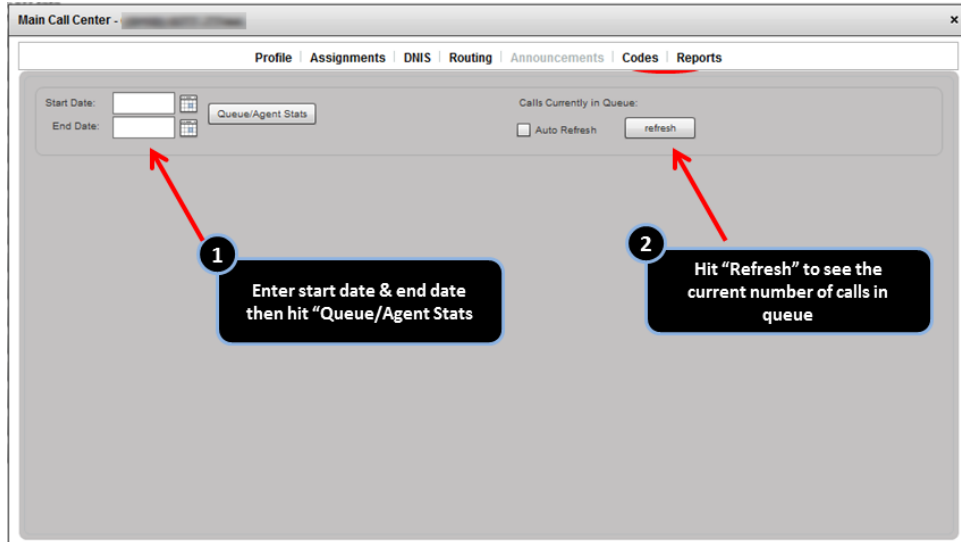 Main Call Center -
x
Profile | Assignments | DNIS | Routing | Announcements | Codes | Reports
Start Date:
Queue/Agent Stats
Calls Currently in Queue:
End Date:
Auto Refresh
refresh
1
Enter start date & end date
then hit “Queue/Agent Stats
2
Hit “Refresh” to see the
current number of calls in
queue